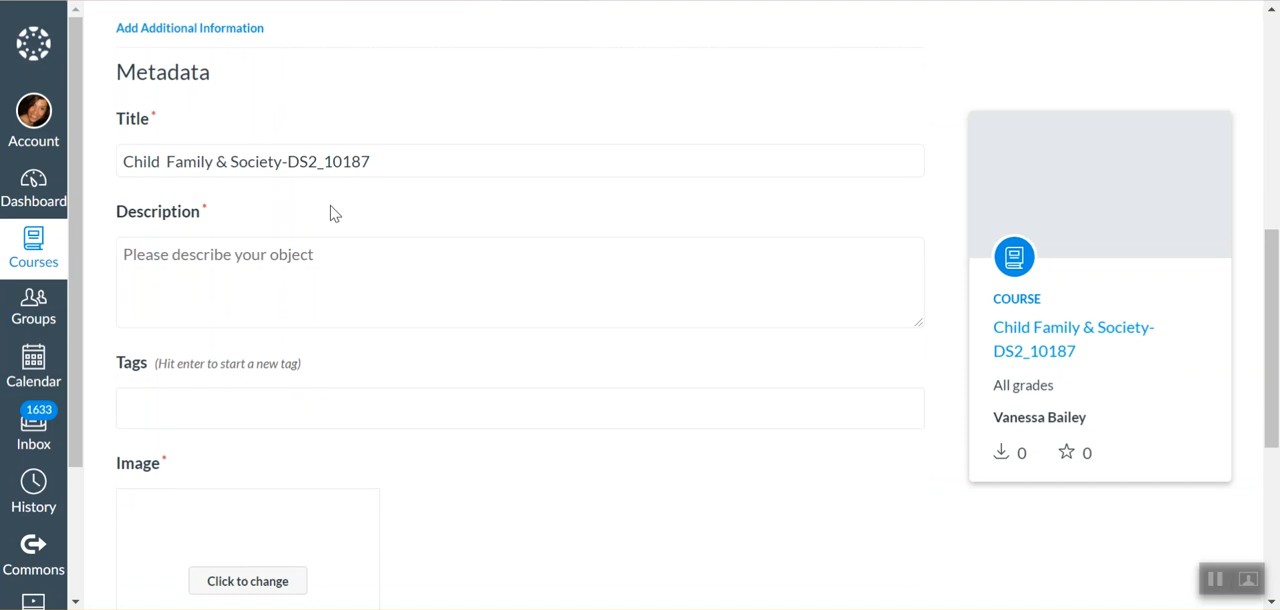 Account
Dashboard
Courses
Groups
Calendar
1633
Inbox
History
Commons
Add Additional Information
Metadata
Title*
Child  Family & Society-DS2_10187
Description*
Please describe your object
Tags (Hit enter to start a new tag)
Image*
Click to change
COURSE
Child Family & Society-
DS2_10187
All grades
Vanessa Bailey
0 0